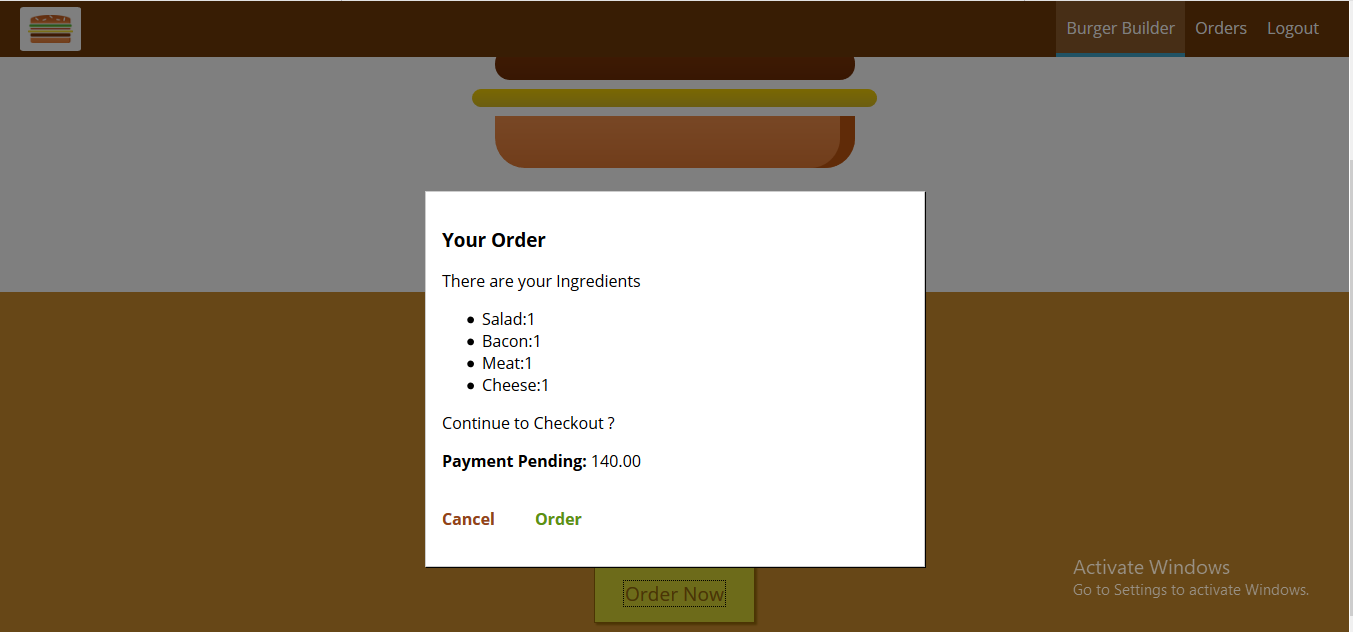 Burger Builder Orders Logout
Your Order
There are your Ingredients
Salad:1
Bacon:1
Meat:1
Cheese:1
Continue to Checkout ?
Payment Pending: 140.00
Cancel Order
Order Now
Activate Windows
Go to Settings to activate Windows.